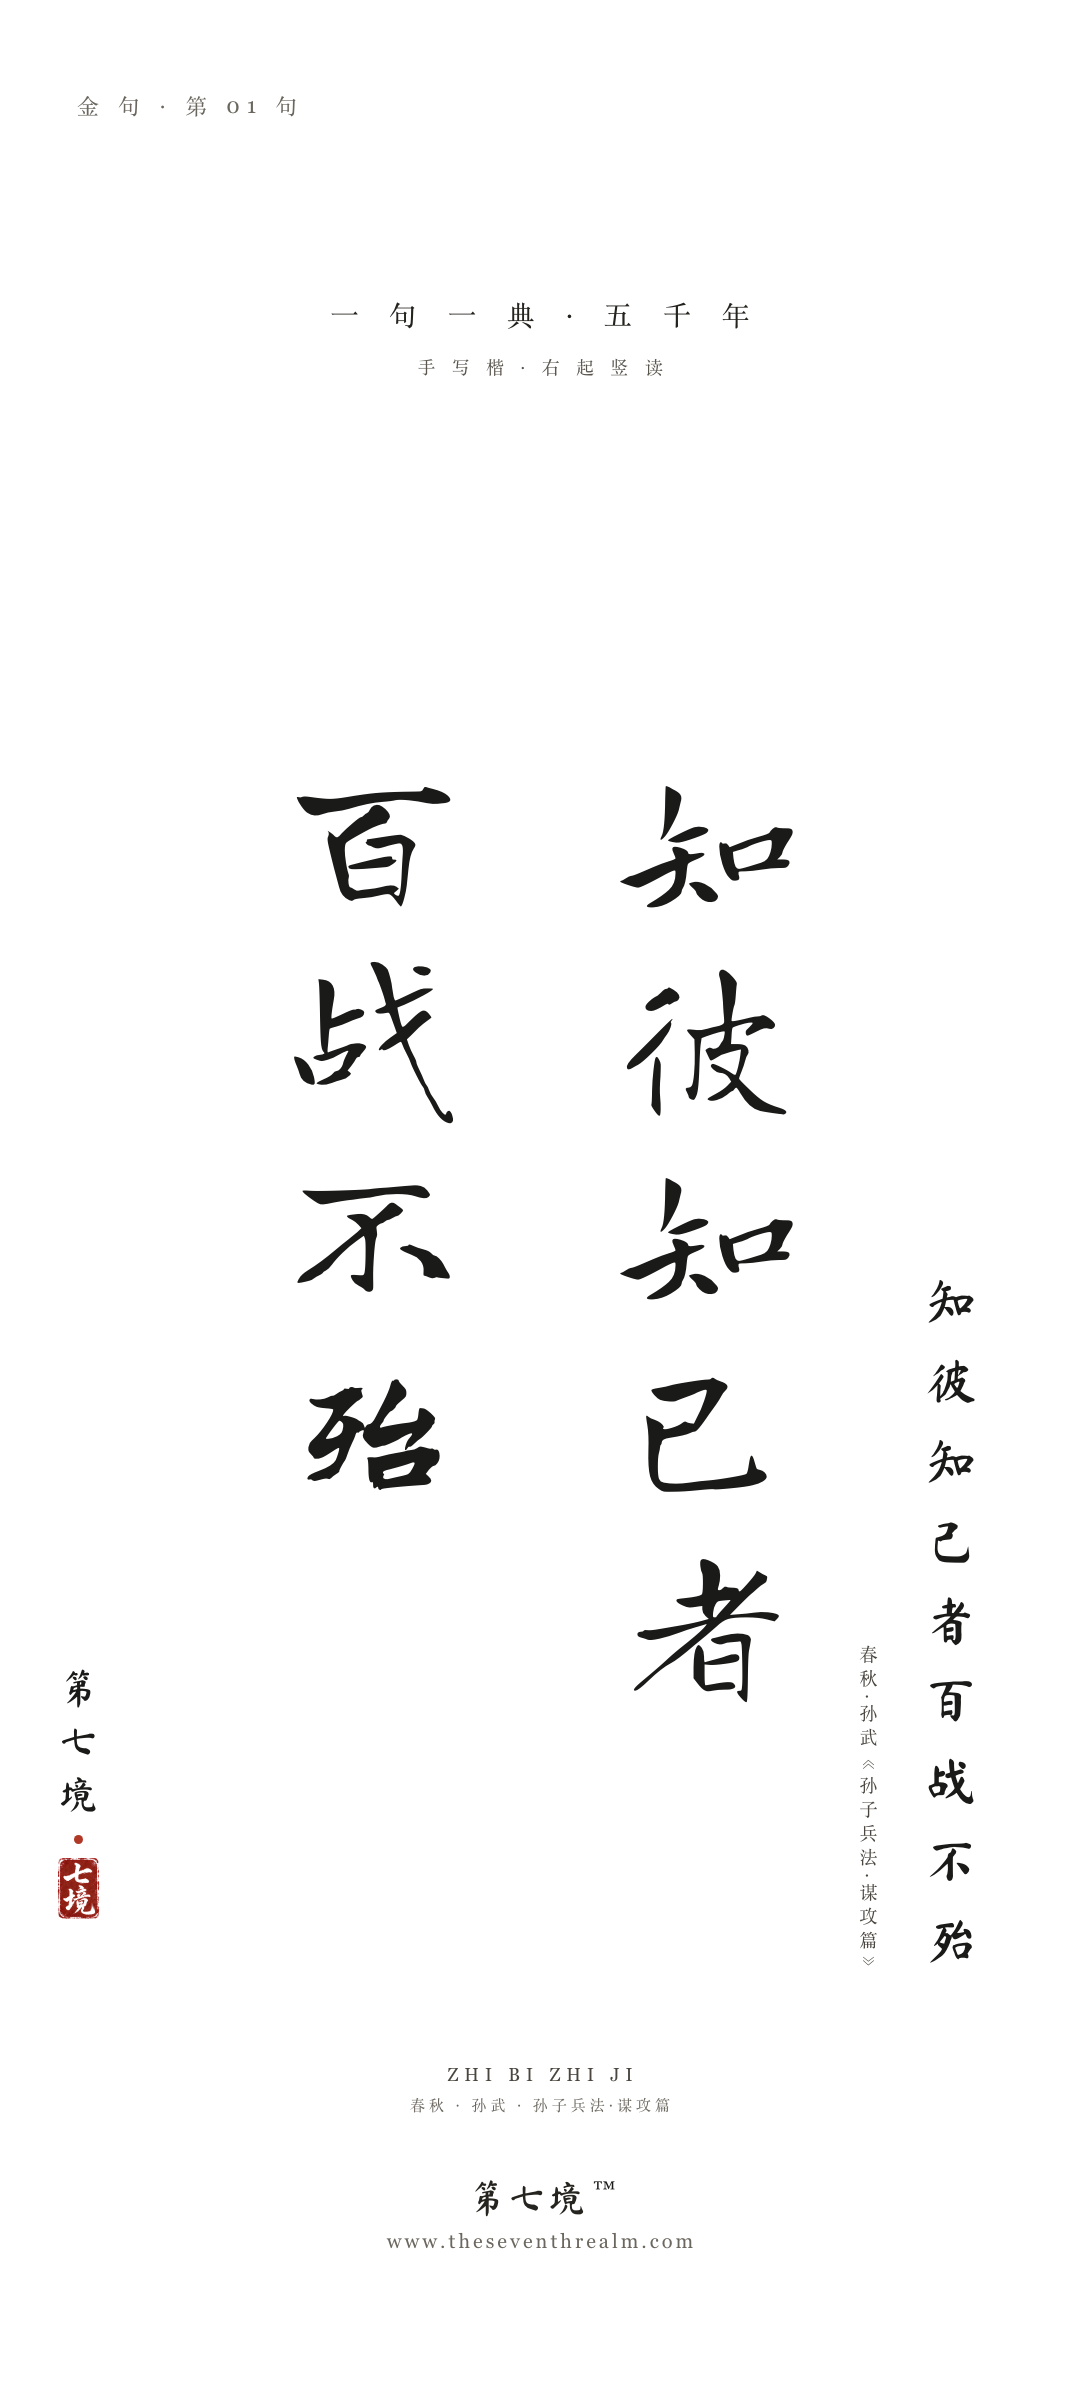 金句·第01句
一句一典·五千年
手写楷·右起竖读
知彼知己者
百战不殆
知彼知己者百战不殆
春秋·孙武《孙子兵法·谋攻篇》
第七境
七境
ZHI BI ZHI JI
春秋 · 孙武 · 孙子兵法·谋攻篇
第七境™
www.theseventhrealm.com